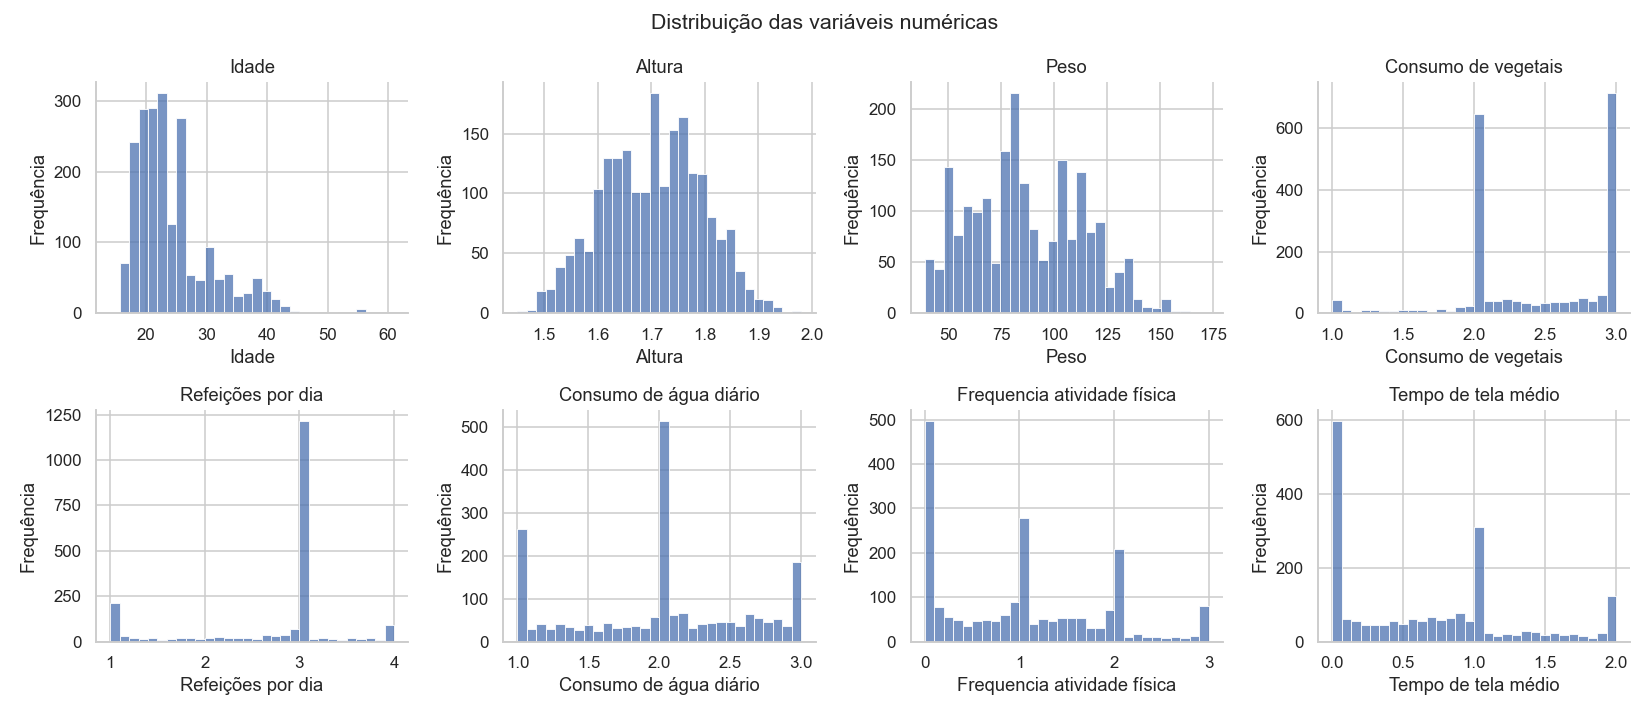 Distribuição das variáveis numéricas
Idade
Altura
Peso
Consumo de vegetais
Frequência
300
200
100
0
20 30 40 50 60
Idade
Frequência
150
100
50
0
1.5 1.6 1.7 1.8 1.9 2.0
Altura
Frequência
200
150
100
50
0
50 75 100 125 150 175
Peso
Frequência
600
400
200
0
1.0 1.5 2.0 2.5 3.0
Consumo de vegetais
Refeições por dia
Consumo de água diário
Frequencia atividade física
Tempo de tela médio
Frequência
1250
1000
750
500
250
0
1 2 3 4
Refeições por dia
Frequência
500
400
300
200
100
0
1.0 1.5 2.0 2.5 3.0
Consumo de água diário
Frequência
500
400
300
200
100
0
0 1 2 3
Frequencia atividade física
Frequência
600
400
200
0
0.0 0.5 1.0 1.5 2.0
Tempo de tela médio